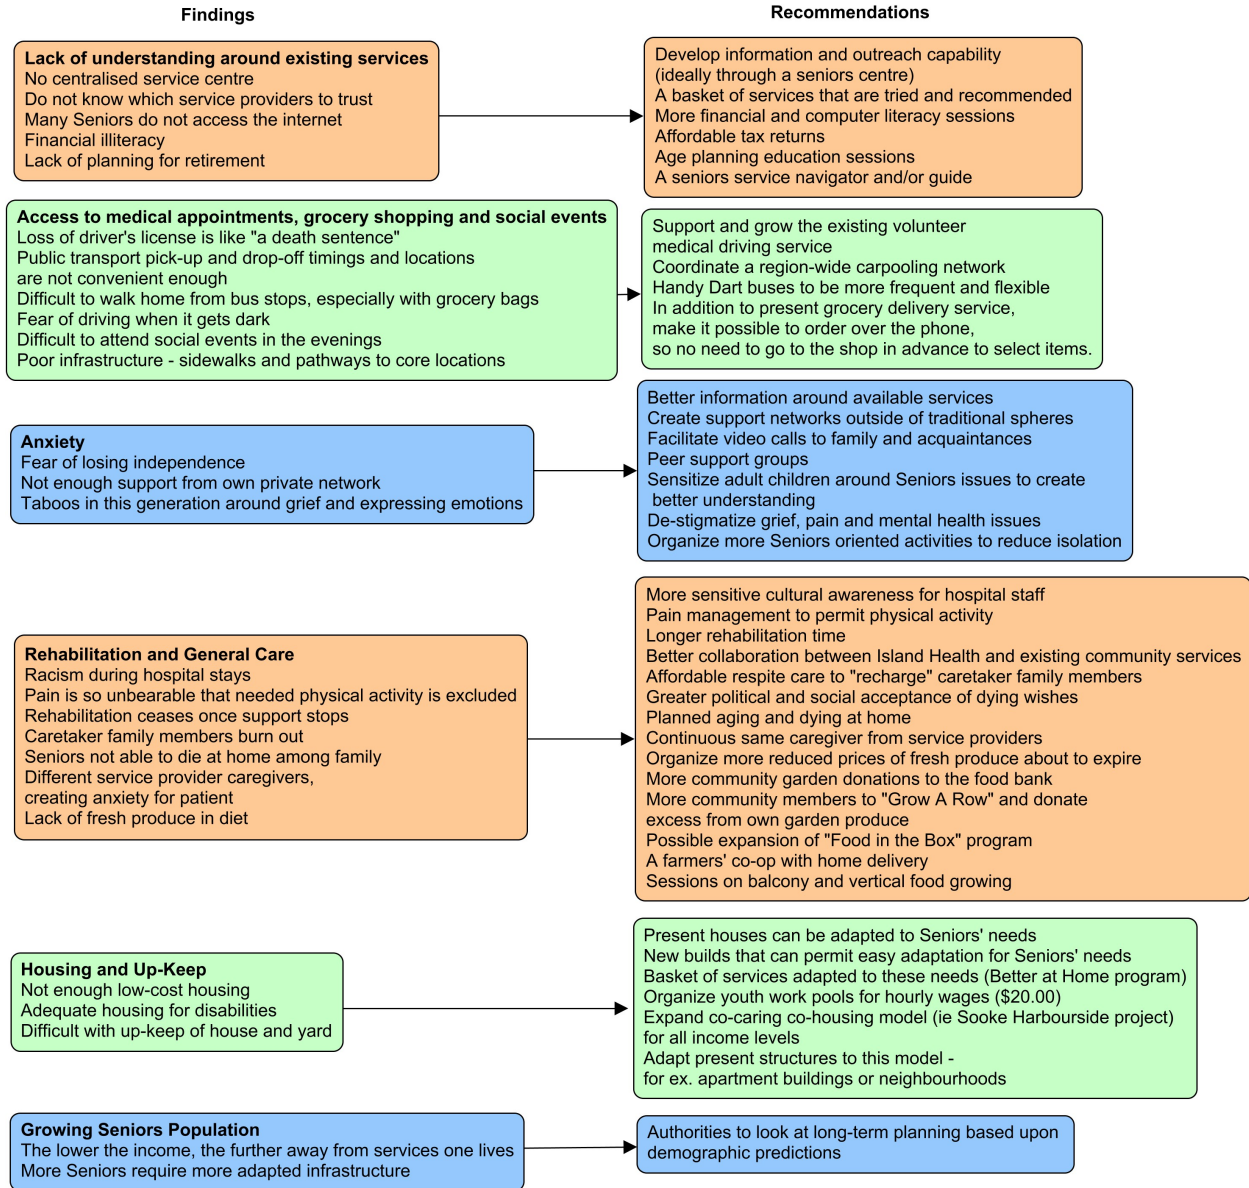 Findings
Recommendations
Lack of understanding around existing services
No centralised service centre
Do not know which service providers to trust
Many Seniors do not access the internet
Financial illiteracy
Lack of planning for retirement
Develop information and outreach capability
(ideally through a seniors centre)
A basket of services that are tried and recommended
More financial and computer literacy sessions
Affordable tax returns
Age planning education sessions
A seniors service navigator and/or guide
Access to medical appointments, grocery shopping and social events
Loss of driver's license is like "a death sentence"
Public transport pick-up and drop-off timings and locations
are not convenient enough
Difficult to walk home from bus stops, especially with grocery bags
Fear of driving when it gets dark
Difficult to attend social events in the evenings
Poor infrastructure - sidewalks and pathways to core locations
Support and grow the existing volunteer
medical driving service
Coordinate a region-wide carpooling network
Handy Dart buses to be more frequent and flexible
In addition to present grocery delivery service,
make it possible to order over the phone,
so no need to go to the shop in advance to select items.
Anxiety
Fear of losing independence
Not enough support from own private network
Taboos in this generation around grief and expressing emotions
Better information around available services
Create support networks outside of traditional spheres
Facilitate video calls to family and acquaintances
Peer support groups
Sensitize adult children around Seniors issues to create
better understanding
De-stigmatize grief, pain and mental health issues
Organize more Seniors oriented activities to reduce isolation
Rehabilitation and General Care
Racism during hospital stays
Pain is so unbearable that needed physical activity is excluded
Rehabilitation ceases once support stops
Caretaker family members burn out
Seniors not able to die at home among family
Different service provider caregivers,
creating anxiety for patient
Lack of fresh produce in diet
More sensitive cultural awareness for hospital staff
Pain management to permit physical activity
Longer rehabilitation time
Better collaboration between Island Health and existing community services
Affordable respite care to "recharge" caretaker family members
Greater political and social acceptance of dying wishes
Planned aging and dying at home
Continuous same caregiver from service providers
Organize more reduced prices of fresh produce about to expire
More community garden donations to the food bank
More community members to "Grow A Row" and donate
excess from own garden produce
Possible expansion of "Food in the Box" program
A farmers' co-op with home delivery
Sessions on balcony and vertical food growing
Housing and Up-Keep
Not enough low-cost housing
Adequate housing for disabilities
Difficult with up-keep of house and yard
Present houses can be adapted to Seniors' needs
New builds that can permit easy adaptation for Seniors' needs
Basket of services adapted to these needs (Better at Home program)
Organize youth work pools for hourly wages ($20.00)
Expand co-caring co-housing model (ie Sooke Harbourside project)
for all income levels
Adapt present structures to this model -
for ex. apartment buildings or neighbourhoods
Growing Seniors Population
The lower the income, the further away from services one lives
More Seniors require more adapted infrastructure
Authorities to look at long-term planning based upon
demographic predictions